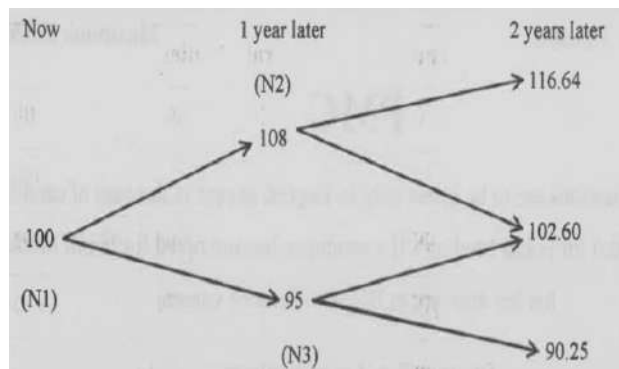 Now 1 year later 2 years later
(N2) 116.64
108
100 102.60
(N1) 95
(N3) 90.25